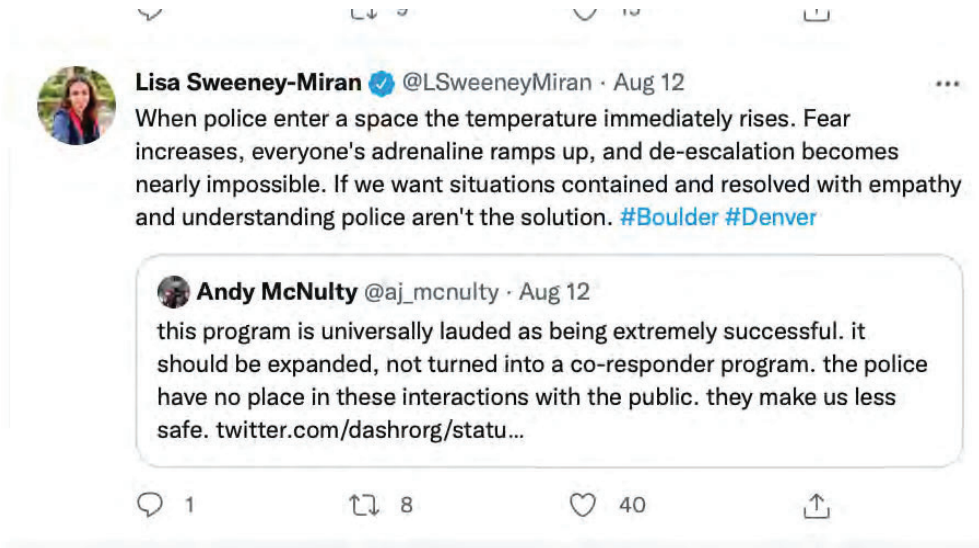 Lisa Sweeney-Miran @LSweeneyMiran · Aug 12
When police enter a space the temperature immediately rises. Fear
increases, everyone's adrenaline ramps up, and de-escalation becomes
nearly impossible. If we want situations contained and resolved with empathy
and understanding police aren't the solution. #Boulder #Denver
Andy McNulty @aj_mcnulty · Aug 12
this program is universally lauded as being extremely successful. it
should be expanded, not turned into a co-responder program. the police
have no place in these interactions with the public. they make us less
safe. twitter.com/dashrorg/statu...
1 8 40